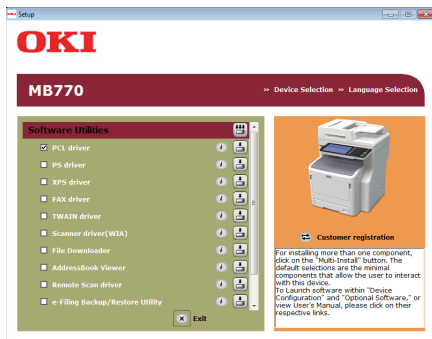 OKI Setup
OKI
MB770
» Device Selection » Language Selection
Software Utilities
PCL driver
PS driver
XPS driver
FAX driver
TWAIN driver
Scanner driver(WIA)
File Downloader
AddressBook Viewer
Remote Scan driver
e-Filing Backup/Restore Utility
Exit
Customer registration
For installing more than one component,
click on the "Multi-Install" button. The
default selections are the minimal
components that allow the user to interact
with this device.
To Launch software within "Device
Configuration" and "Optional Software," or
view User's Manual, please click on their
respective links.